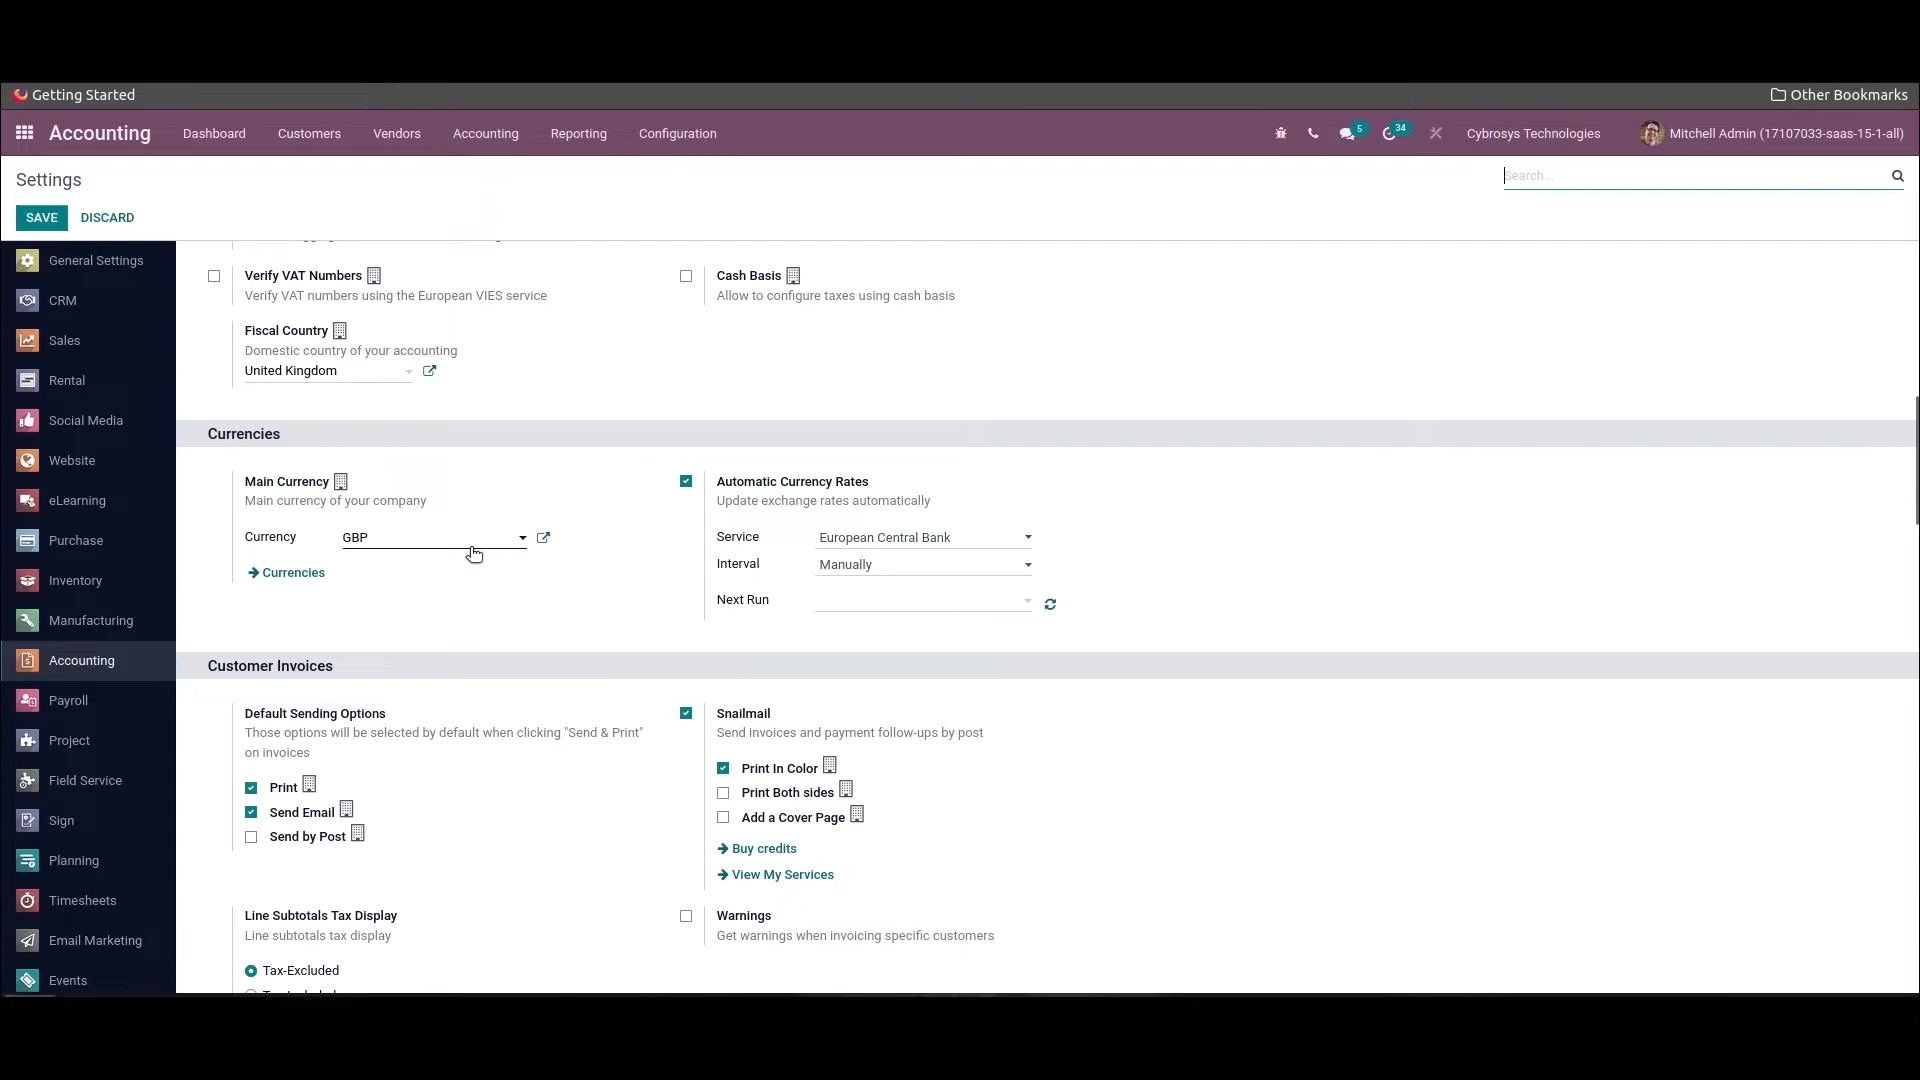 Getting Started
Other Bookmarks
Accounting
Dashboard
Customers
Vendors
Accounting
Reporting
Configuration
5
34
Cybrosys Technologies
Mitchell Admin (17107033-saas-15-1-all)
Settings
Search...
SAVE
DISCARD
General Settings
CRM
Sales
Rental
Social Media
Website
eLearning
Purchase
Inventory
Manufacturing
Accounting
Payroll
Project
Field Service
Sign
Planning
Timesheets
Email Marketing
Events
Verify VAT Numbers
Verify VAT numbers using the European VIES service
Cash Basis
Allow to configure taxes using cash basis
Fiscal Country
Domestic country of your accounting
United Kingdom
Currencies
Main Currency
Main currency of your company
Currency
GBP
Currencies
Automatic Currency Rates
Update exchange rates automatically
Service
European Central Bank
Interval
Manually
Next Run
Customer Invoices
Default Sending Options
Those options will be selected by default when clicking "Send & Print"
on invoices
Print
Send Email
Send by Post
Snailmail
Send invoices and payment follow-ups by post
Print In Color
Print Both sides
Add a Cover Page
Buy credits
View My Services
Line Subtotals Tax Display
Line subtotals tax display
Tax-Excluded
Warnings
Get warnings when invoicing specific customers